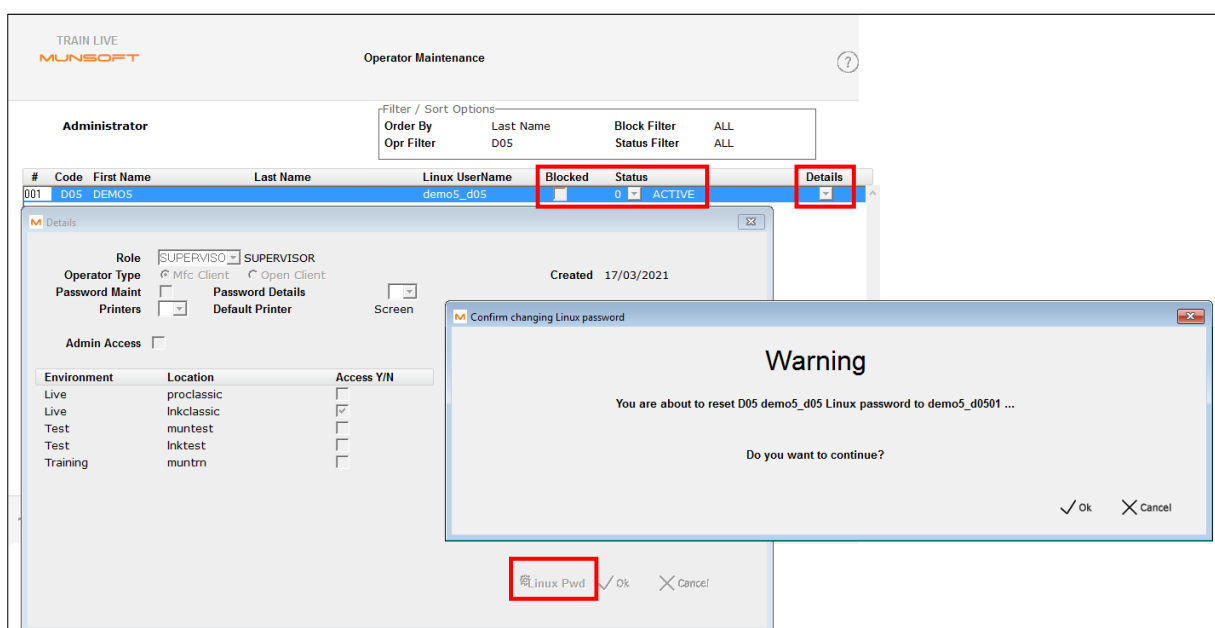 TRAIN LIVE
MUNSOFT
Operator Maintenance
?
Administrator
Filter / Sort Options
Order By Last Name Block Filter ALL
Opr Filter D05 Status Filter ALL
# Code First Name Last Name Linux UserName Blocked Status Details
001 D05 DEMO5 demo5_d05 0 ACTIVE
M Details
Role SUPERVISO SUPERVISOR
Operator Type Mfc Client Open Client Created 17/03/2021
Password Maint Password Details
Printers Default Printer Screen
Admin Access
Environment Location Access Y/N
Live proclassic
Live lnkclassic
Test muntest
Test lnktest
Training muntrn
M Confirm changing Linux password
Warning
You are about to reset D05 demo5_d05 Linux password to demo5_d0501 ...
Do you want to continue?
Ok Cancel
Linux Pwd Ok Cancel